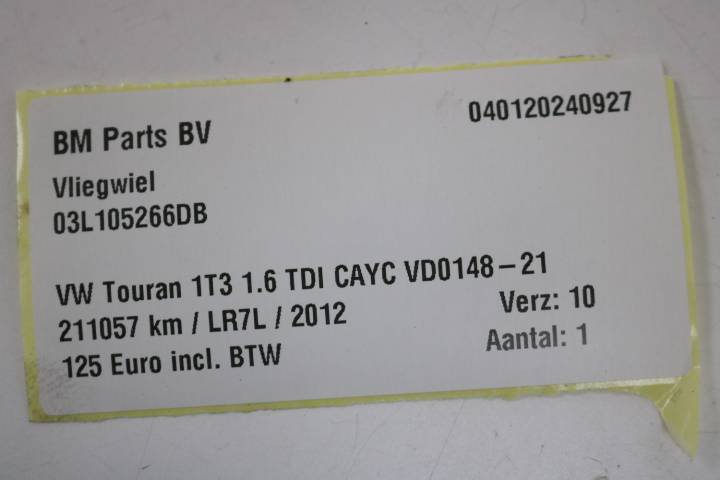 BM Parts BV
040120240927
Vliegwiel
03L105266DB
VW Touran 1T3 1.6 TDI CAYC VD0148-21
211057 km / LR7L / 2012
Verz: 10
125 Euro incl. BTW
Aantal: 1